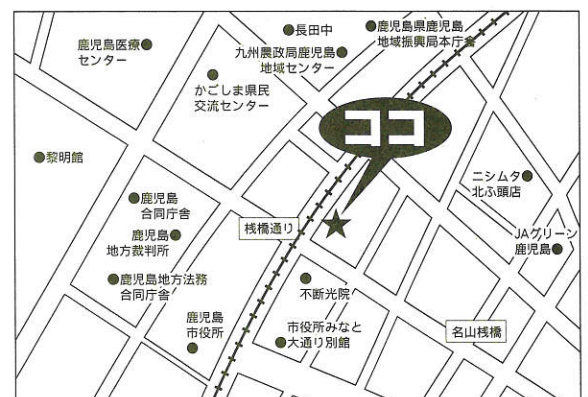 長田中
鹿児島県鹿児島
地域振興局本庁舎
鹿児島医療
センター
九州農政局鹿児島
地域センター
かごしま県民
交流センター
ココ
黎明館
ニシムタ
北ふ頭店
鹿児島
合同庁舎
桟橋通り
鹿児島
地方裁判所
JAグリーン
鹿児島
鹿児島地方法務
合同庁舎
不断光院
鹿児島
市役所
市役所みなと
大通り別館
名山桟橋